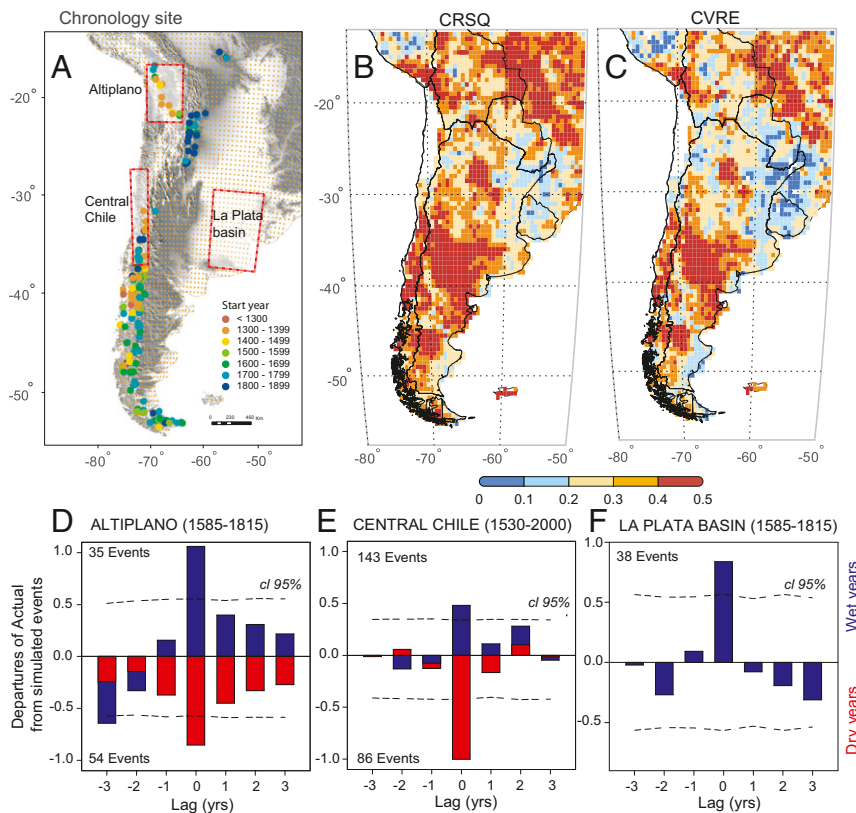 Chronology site
CRSQ
CVRE
A
B
C
Altiplano
Central
Chile
La Plata
basin
Start year
< 1300
1300 - 1399
1400 - 1499
1500 - 1599
1600 - 1699
1700 - 1799
1800 - 1899
0 230 460 Km
-20°
-30°
-40°
-50°
-80° -70° -60° -50°
-20°
-30°
-40°
-50°
-80° -70° -60° -50°
-80° -70° -60° -50°
0 0.1 0.2 0.3 0.4 0.5
D ALTIPLANO (1585-1815)
35 Events
cl 95%
54 Events
Departures of Actual
from simulated events
1.0
0.5
0.0
-0.5
-1.0
-3 -2 -1 0 1 2 3
Lag (yrs)
E CENTRAL CHILE (1530-2000)
143 Events
cl 95%
86 Events
1.0
0.5
0.0
-0.5
-1.0
-3 -2 -1 0 1 2 3
Lag (yrs)
F LA PLATA BASIN (1585-1815)
38 Events
cl 95%
1.0
0.5
0.0
-0.5
-3 -2 -1 0 1 2 3
Lag (yrs)
Wet years
Dry years